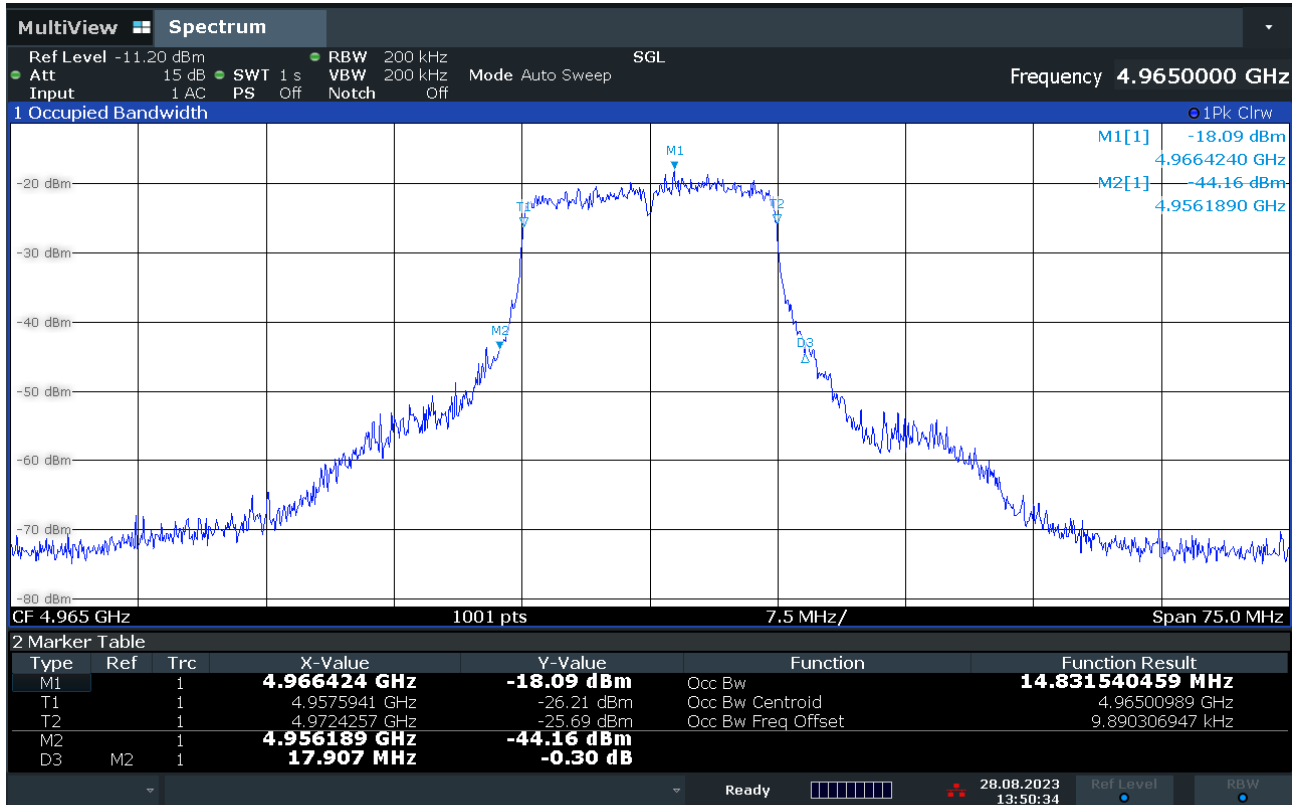 MultiView Spectrum
Ref Level -11.20 dBm RBW 200 kHz SGL
Att 15 dB SWT 1 s VBW 200 kHz Mode Auto Sweep Frequency 4.9650000 GHz
Input 1 AC PS Off Notch Off
1 Occupied Bandwidth 1Pk Clrw
M1[1] -18.09 dBm
4.9664240 GHz
M2[1] -44.16 dBm
4.9561890 GHz
M1
-20 dBm
T1 T2
-30 dBm
-40 dBm
M2 D3
-50 dBm
-60 dBm
-70 dBm
-80 dBm
CF 4.965 GHz 1001 pts 7.5 MHz/ Span 75.0 MHz
2 Marker Table
Type Ref Trc X-Value Y-Value Function Function Result
M1 1 4.966424 GHz -18.09 dBm Occ Bw 14.831540459 MHz
T1 1 4.9575941 GHz -26.21 dBm Occ Bw Centroid 4.96500989 GHz
T2 1 4.9724257 GHz -25.69 dBm Occ Bw Freq Offset 9.890306947 kHz
M2 1 4.956189 GHz -44.16 dBm
D3 M2 1 17.907 MHz -0.30 dB
Ready 28.08.2023 Ref Level RBW
13:50:34